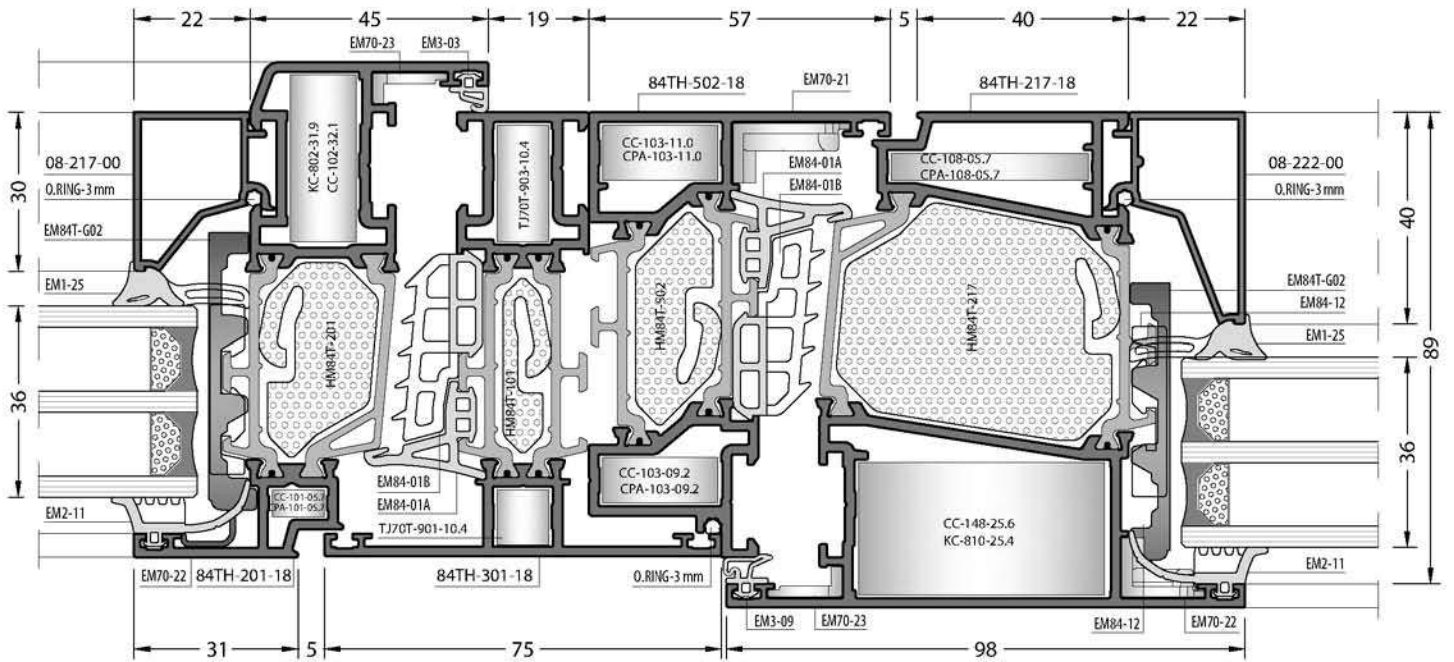 22 45 19 57 5 40 22
EM70-23 EM3-03
84TH-502-18 EM70-21 84TH-217-18
08-217-00
O.RING-3 mm
EM84T-G02
EM1-25
30
36
KC-802-31.9
CC-102-32.1
TJ70T-903-10.4
CC-103-11.0
CPA-103-11.0
EM84-01A
EM84-01B
CC-108-05.7
CPA-108-05.7
08-222-00
O.RING-3 mm
40
89
36
HM84T-201
HM84T-101
HM84T-502
HM84T-217
EM84T-G02
EM84-12
EM1-25
EM84-01B
EM84-01A
CC-101-05.7
CPA-101-05.7
TJ70T-901-10.4
CC-103-09.2
CPA-103-09.2
CC-148-25.6
KC-810-25.4
EM2-11
EM2-11
EM70-22 84TH-201-18 84TH-301-18 O.RING-3 mm
EM3-09 EM70-23 EM84-12 EM70-22
31 5 75 98